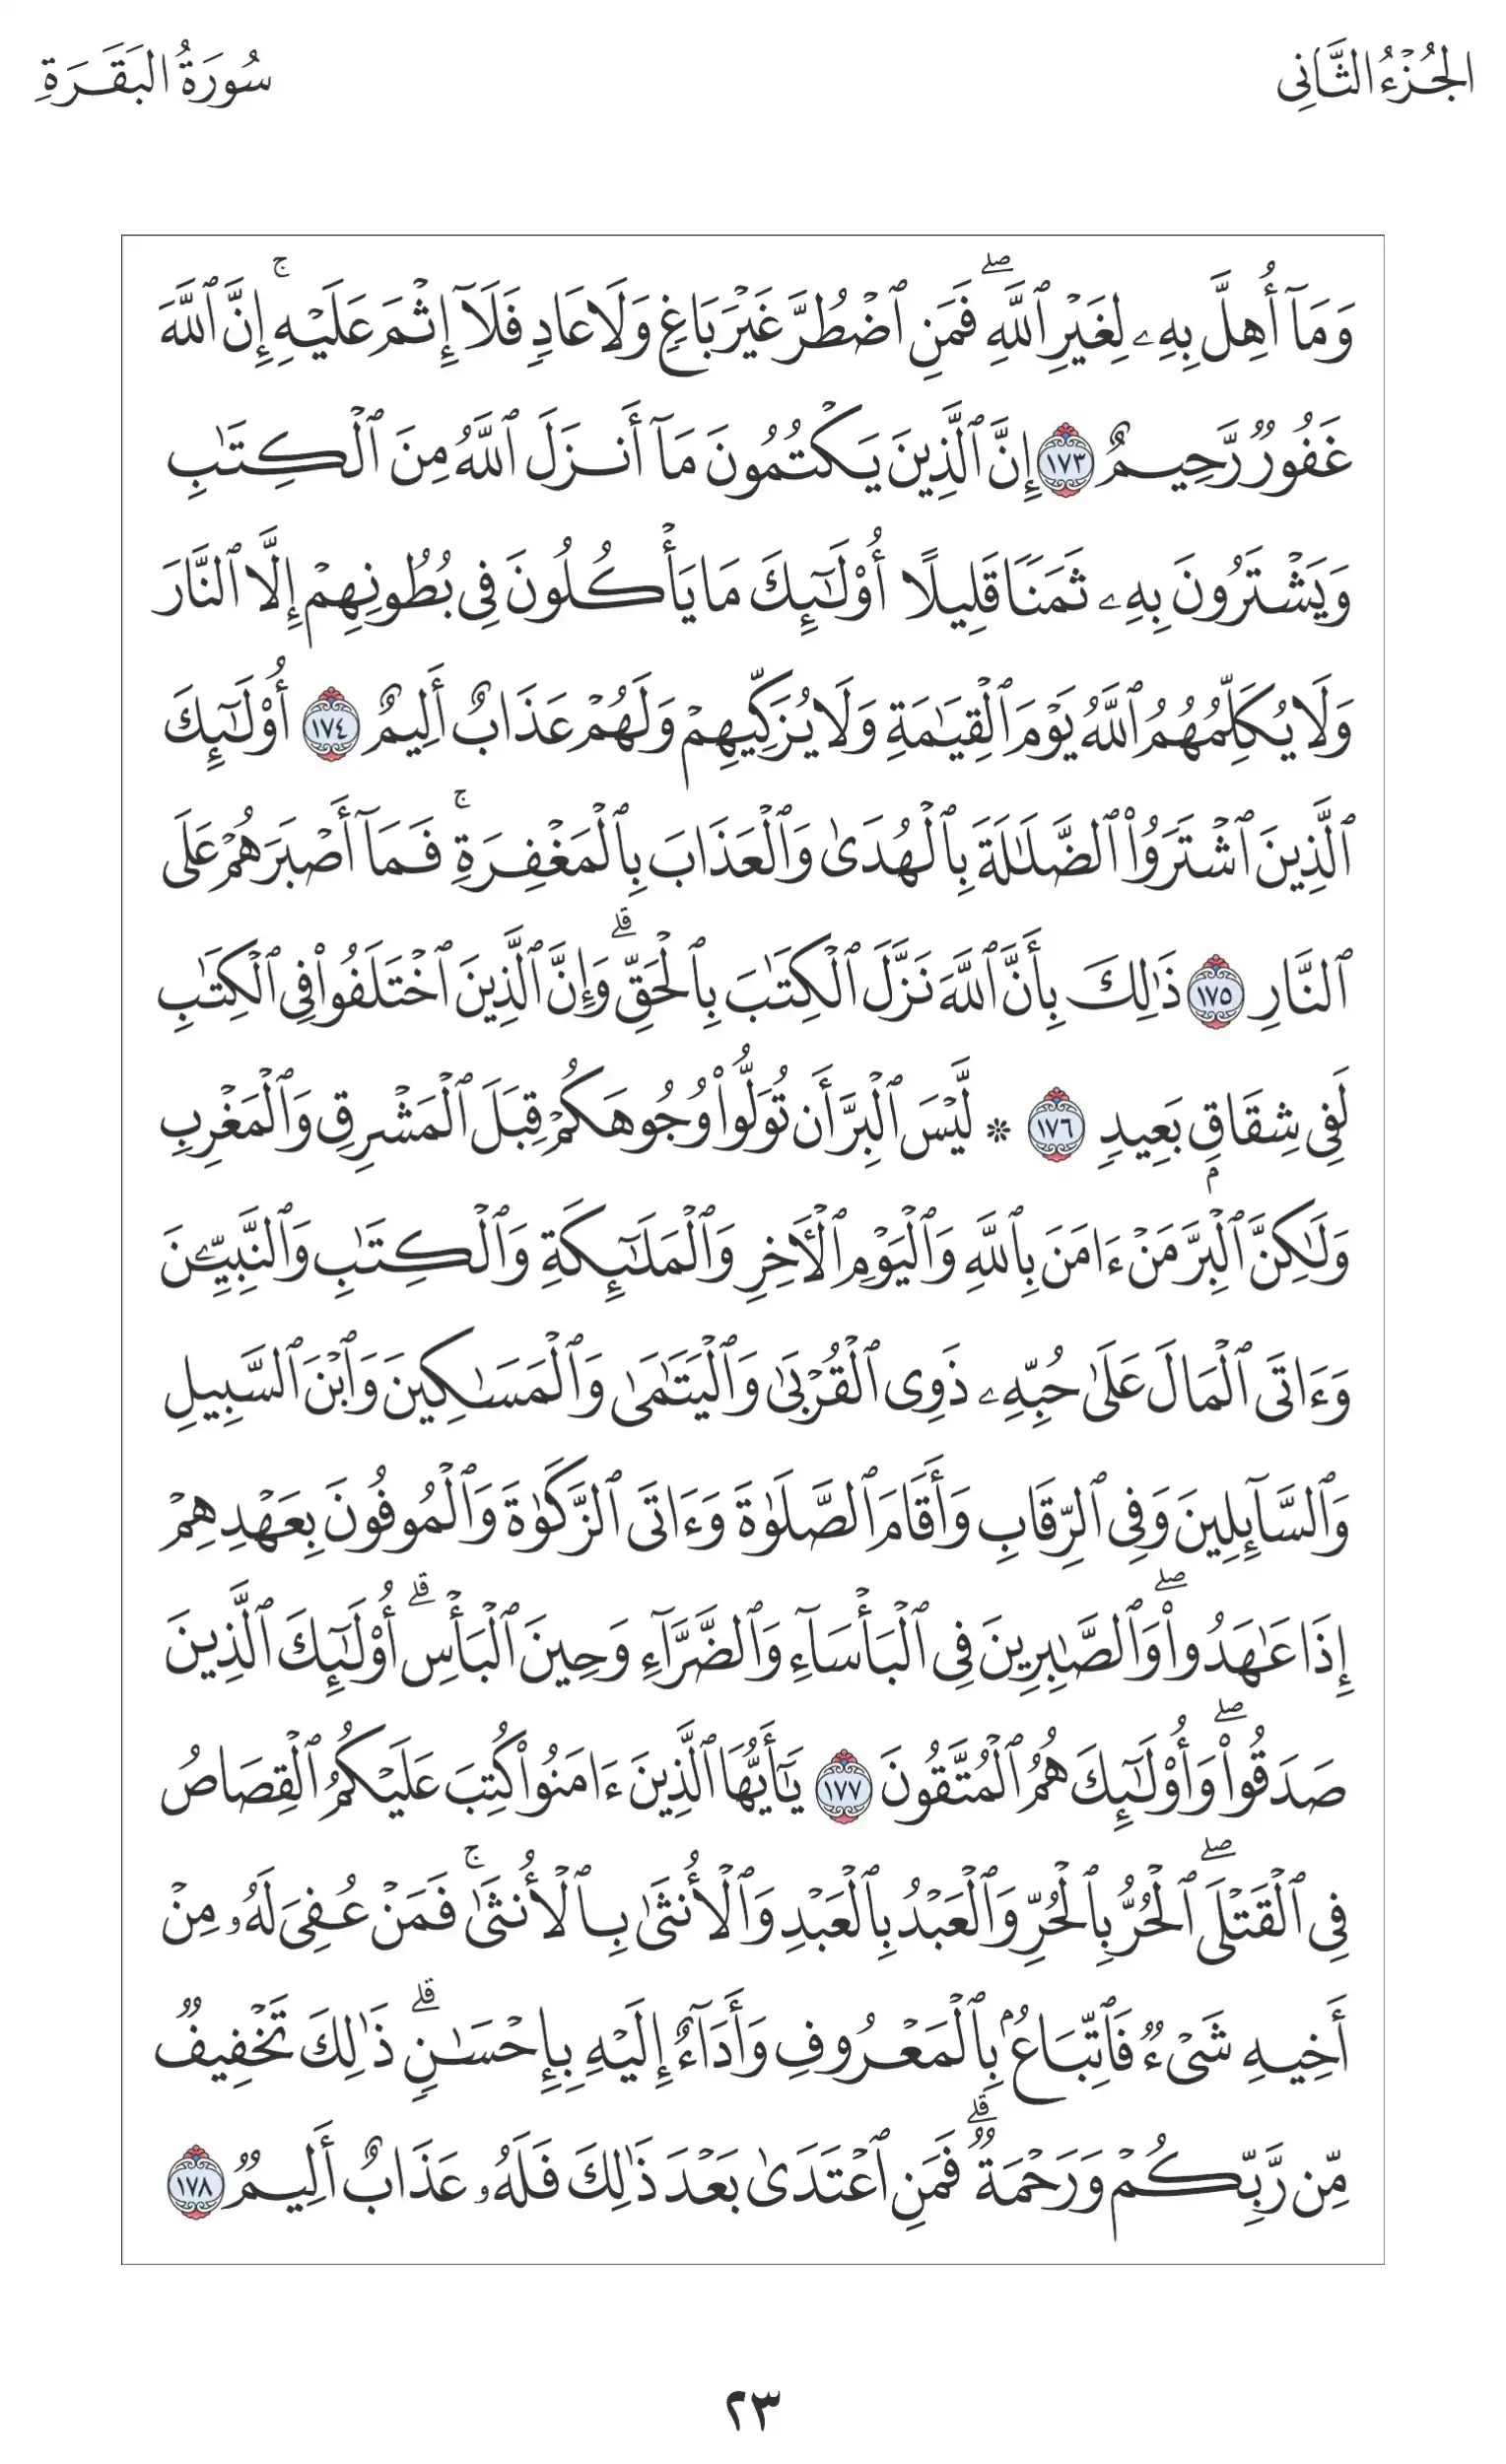 الجُزْءُ الثَّانِي
سُورَةُ البَقَرَةِ
وَمَآ أُهِلَّ بِهِۦ لِغَيْرِ ٱللَّهِۖ فَمَنِ ٱضْطُرَّ غَيْرَ بَاغٍ وَلَا عَادٍ فَلَآ إِثْمَ عَلَيْهِۚ إِنَّ ٱللَّهَ
غَفُورٌ رَّحِيمٌ ١٧٣ إِنَّ ٱلَّذِينَ يَكْتُمُونَ مَآ أَنزَلَ ٱللَّهُ مِنَ ٱلْكِتَٰبِ
وَيَشْتَرُونَ بِهِۦ ثَمَنًا قَلِيلًا أُو۟لَٰٓئِكَ مَا يَأْكُلُونَ فِى بُطُونِهِمْ إِلَّا ٱلنَّارَ
وَلَا يُكَلِّمُهُمُ ٱللَّهُ يَوْمَ ٱلْقِيَٰمَةِ وَلَا يُزَكِّيهِمْ وَلَهُمْ عَذَابٌ أَلِيمٌ ١٧٤ أُو۟لَٰٓئِكَ
ٱلَّذِينَ ٱشْتَرَوُا۟ ٱلضَّلَٰلَةَ بِٱلْهُدَىٰ وَٱلْعَذَابَ بِٱلْمَغْفِرَةِۚ فَمَآ أَصْبَرَهُمْ عَلَى
ٱلنَّارِ ١٧٥ ذَٰلِكَ بِأَنَّ ٱللَّهَ نَزَّلَ ٱلْكِتَٰبَ بِٱلْحَقِّۗ وَإِنَّ ٱلَّذِينَ ٱخْتَلَفُوا۟ فِى ٱلْكِتَٰبِ
لَفِى شِقَاقٍۭ بَعِيدٍ ١٧٦ * لَّيْسَ ٱلْبِرَّ أَن تُوَلُّوا۟ وُجُوهَكُمْ قِبَلَ ٱلْمَشْرِقِ وَٱلْمَغْرِبِ
وَلَٰكِنَّ ٱلْبِرَّ مَنْ ءَامَنَ بِٱللَّهِ وَٱلْيَوْمِ ٱلْءَاخِرِ وَٱلْمَلَٰٓئِكَةِ وَٱلْكِتَٰبِ وَٱلنَّبِيِّۦنَ
وَءَاتَى ٱلْمَالَ عَلَىٰ حُبِّهِۦ ذَوِى ٱلْقُرْبَىٰ وَٱلْيَتَٰمَىٰ وَٱلْمَسَٰكِينَ وَٱبْنَ ٱلسَّبِيلِ
وَٱلسَّآئِلِينَ وَفِى ٱلرِّقَابِ وَأَقَامَ ٱلصَّلَوٰةَ وَءَاتَى ٱلزَّكَوٰةَ وَٱلْمُوفُونَ بِعَهْدِهِمْ
إِذَا عَٰهَدُوا۟ۖ وَٱلصَّٰبِرِينَ فِى ٱلْبَأْسَآءِ وَٱلضَّرَّآءِ وَحِينَ ٱلْبَأْسِۗ أُو۟لَٰٓئِكَ ٱلَّذِينَ
صَدَقُوا۟ۖ وَأُو۟لَٰٓئِكَ هُمُ ٱلْمُتَّقُونَ ١٧٧ يَٰٓأَيُّهَا ٱلَّذِينَ ءَامَنُوا۟ كُتِبَ عَلَيْكُمُ ٱلْقِصَاصُ
فِى ٱلْقَتْلَىۖ ٱلْحُرُّ بِٱلْحُرِّ وَٱلْعَبْدُ بِٱلْعَبْدِ وَٱلْأُنثَىٰ بِٱلْأُنثَىٰۚ فَمَنْ عُفِىَ لَهُۥ مِنْ
أَخِيهِ شَىْءٌ فَٱتِّبَاعٌۢ بِٱلْمَعْرُوفِ وَأَدَآءٌ إِلَيْهِ بِإِحْسَٰنٍۗ ذَٰلِكَ تَخْفِيفٌ
مِّن رَّبِّكُمْ وَرَحْمَةٌۗ فَمَنِ ٱعْتَدَىٰ بَعْدَ ذَٰلِكَ فَلَهُۥ عَذَابٌ أَلِيمٌ ١٧٨
٢٣